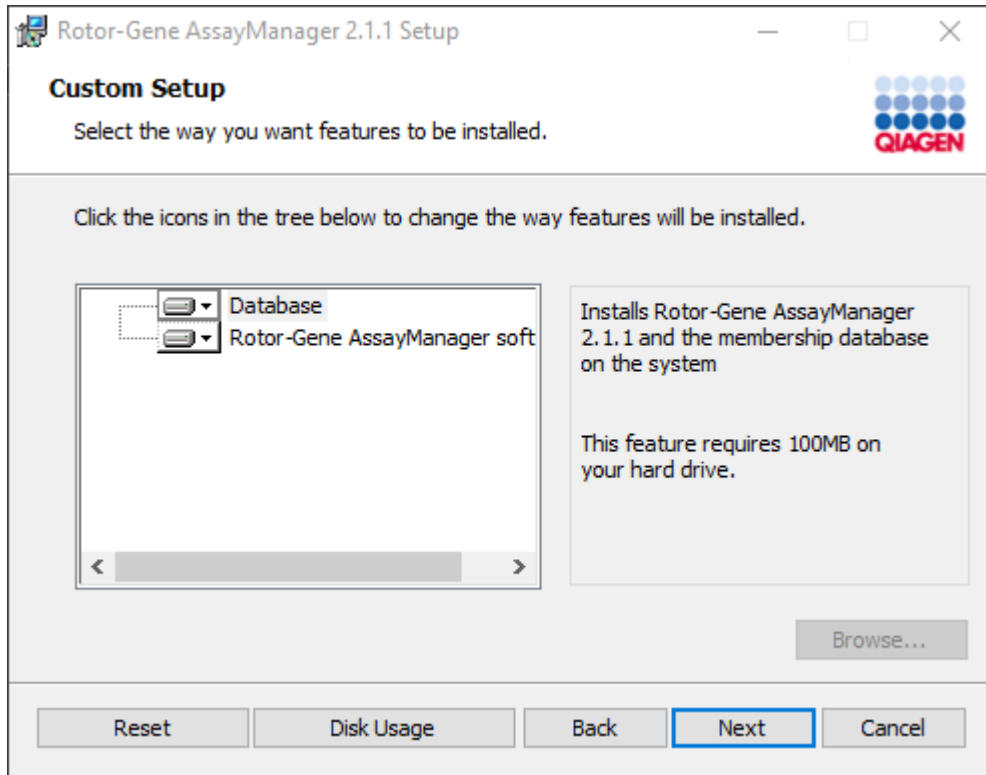 Rotor-Gene AssayManager 2.1.1 Setup
Custom Setup
Select the way you want features to be installed.
QIAGEN
Click the icons in the tree below to change the way features will be installed.
Database
Rotor-Gene AssayManager soft
Installs Rotor-Gene AssayManager
2.1.1 and the membership database
on the system
This feature requires 100MB on
your hard drive.
Browse...
Reset
Disk Usage
Back
Next
Cancel